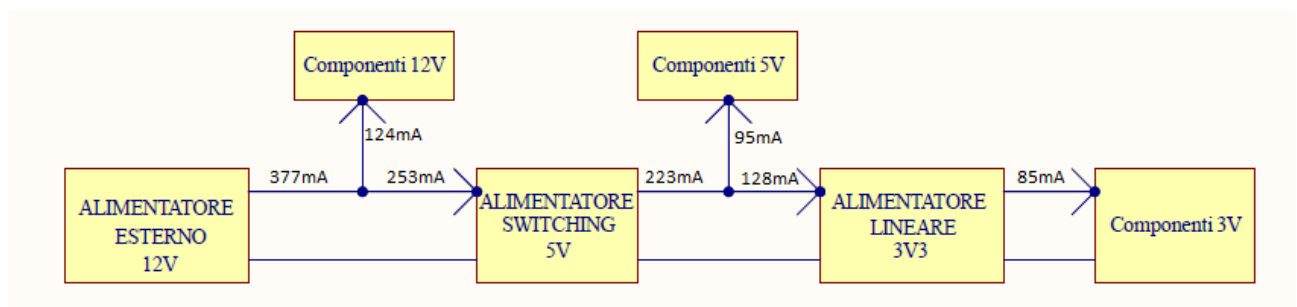 Componenti 12V
Componenti 5V
124mA
95mA
377mA
253mA
223mA
128mA
85mA
ALIMENTATORE
ESTERNO
12V
ALIMENTATORE
SWITCHING
5V
ALIMENTATORE
LINEARE
3V3
Componenti 3V